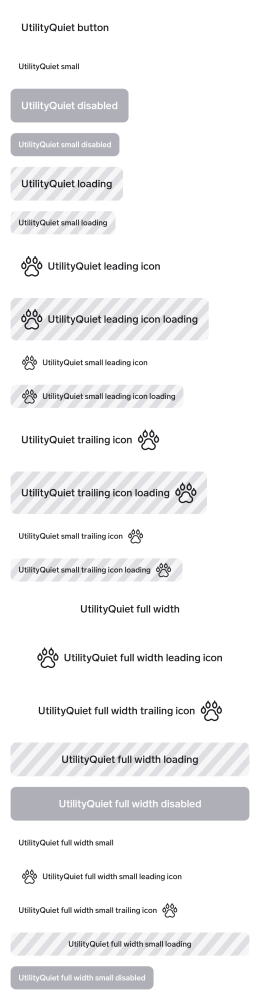 UtilityQuiet button
UtilityQuiet small
UtilityQuiet disabled
UtilityQuiet small disabled
UtilityQuiet loading
UtilityQuiet small loading
UtilityQuiet leading icon
UtilityQuiet leading icon loading
UtilityQuiet small leading icon
UtilityQuiet small leading icon loading
UtilityQuiet trailing icon
UtilityQuiet trailing icon loading
UtilityQuiet small trailing icon
UtilityQuiet small trailing icon loading
UtilityQuiet full width
UtilityQuiet full width leading icon
UtilityQuiet full width trailing icon
UtilityQuiet full width loading
UtilityQuiet full width disabled
UtilityQuiet full width small
UtilityQuiet full width small leading icon
UtilityQuiet full width small trailing icon
UtilityQuiet full width small loading
UtilityQuiet full width small disabled